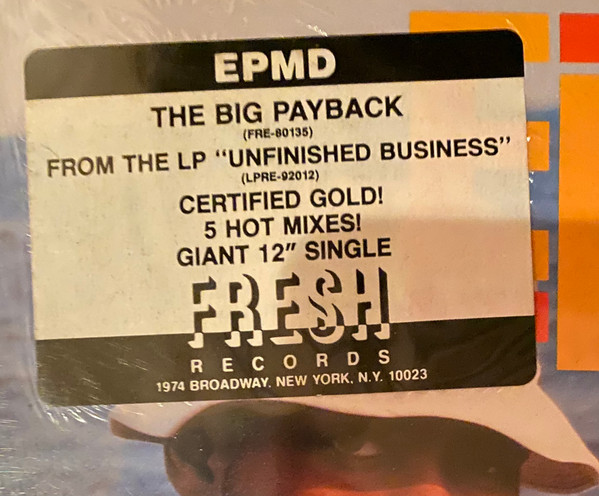 EPMD
THE BIG PAYBACK
(FRE-80135)
FROM THE LP "UNFINISHED BUSINESS"
(LPRE-92012)
CERTIFIED GOLD!
5 HOT MIXES!
GIANT 12" SINGLE
FRESH
RECORDS
1974 BROADWAY, NEW YORK, N.Y. 10023